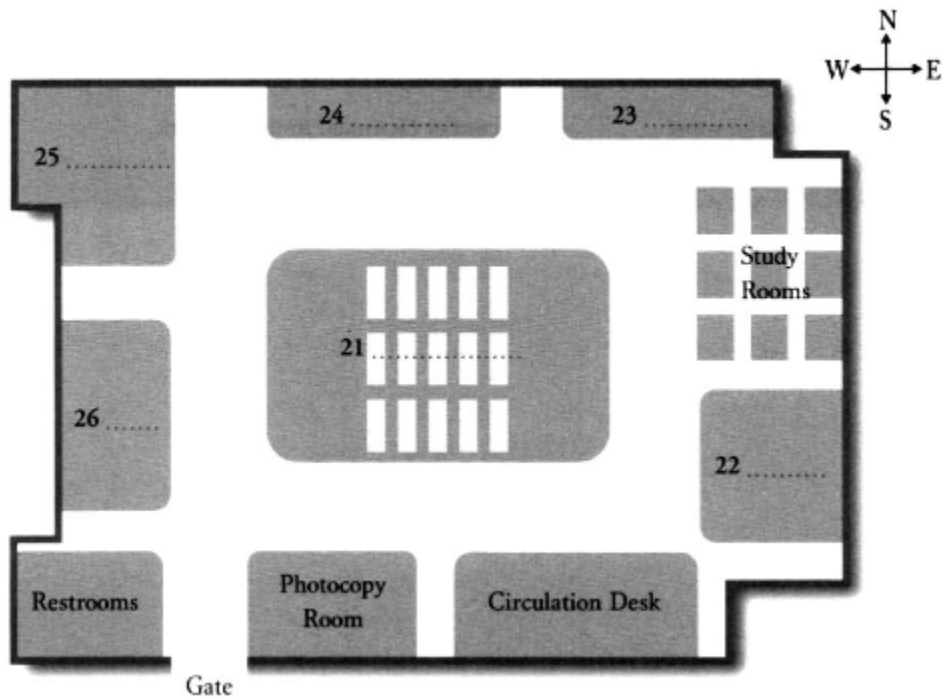 N
W E
S
24 ....................
23 ....................
25 ........................
Study
Rooms
21 ............................
26 ..........
22 ...............
Restrooms
Photocopy
Room
Circulation Desk
Gate